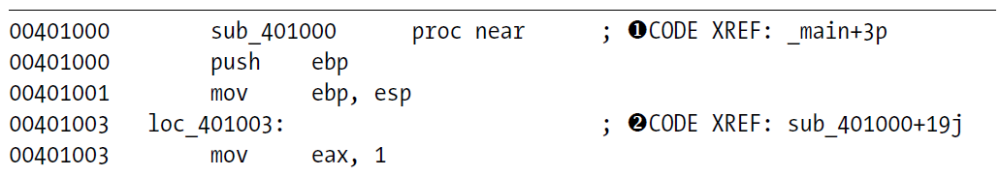 00401000 sub_401000 proc near ; ❶CODE XREF: _main+3p
00401000 push ebp
00401001 mov ebp, esp
00401003 loc_401003: ; ❷CODE XREF: sub_401000+19j
00401003 mov eax, 1